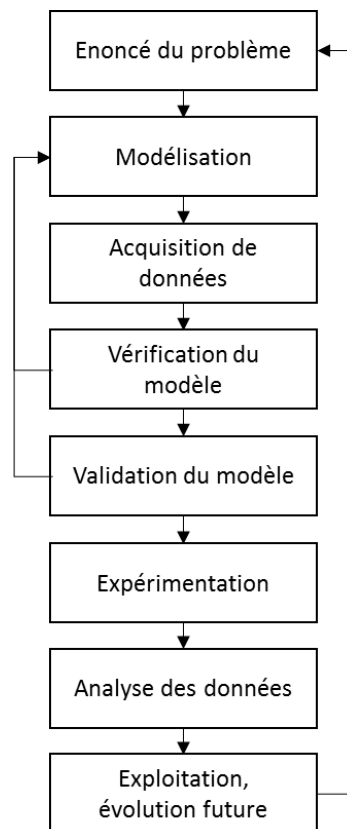 Enoncé du problème
Modélisation
Acquisition de
données
Vérification du
modèle
Validation du modèle
Expérimentation
Analyse des données
Exploitation,
évolution future